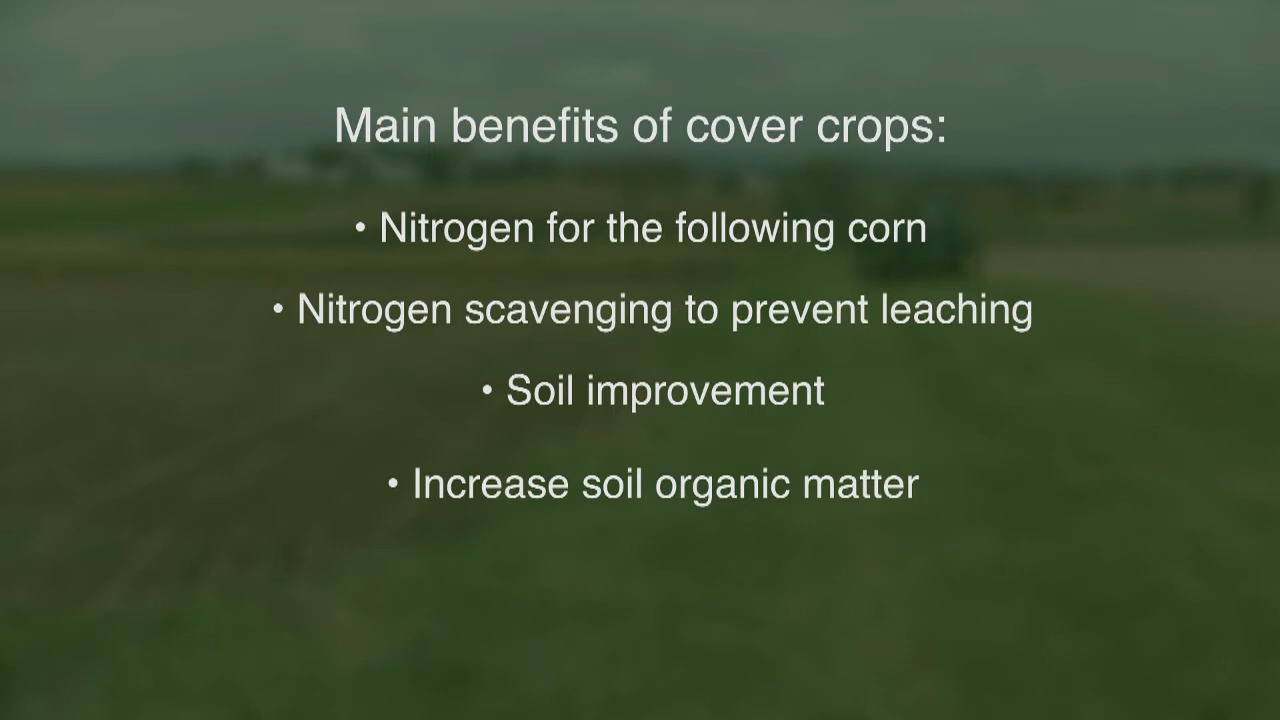 Main benefits of cover crops:
• Nitrogen for the following corn
• Nitrogen scavenging to prevent leaching
• Soil improvement
• Increase soil organic matter